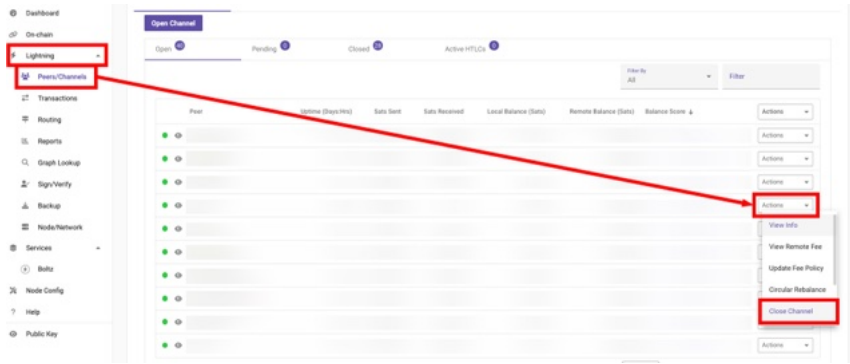 Dashboard
On-chain
Lightning
Peers/Channels
Transactions
Routing
Reports
Graph Lookup
Sign/Verify
Backup
Node/Network
Services
Boltz
Node Config
Help
Public Key
Open Channel
Open
Pending 0
Closed
Active HTLCs 0
Filter By
All
Filter
Peer Uptime (Days:Hrs) Sats Sent Sats Received Local Balance (Sats) Remote Balance (Sats) Balance Score Actions
Actions
Actions
Actions
Actions
View Info
View Remote Fee
Update Fee Policy
Circular Rebalance
Close Channel
Actions